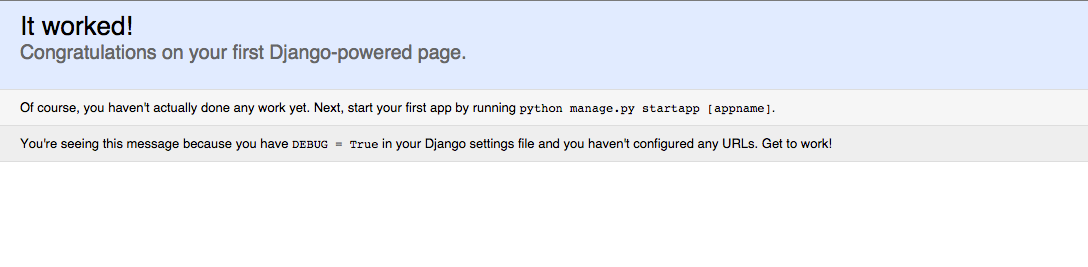 It worked!
Congratulations on your first Django-powered page.
Of course, you haven't actually done any work yet. Next, start your first app by running python manage.py startapp [appname].
You're seeing this message because you have DEBUG = True in your Django settings file and you haven't configured any URLs. Get to work!